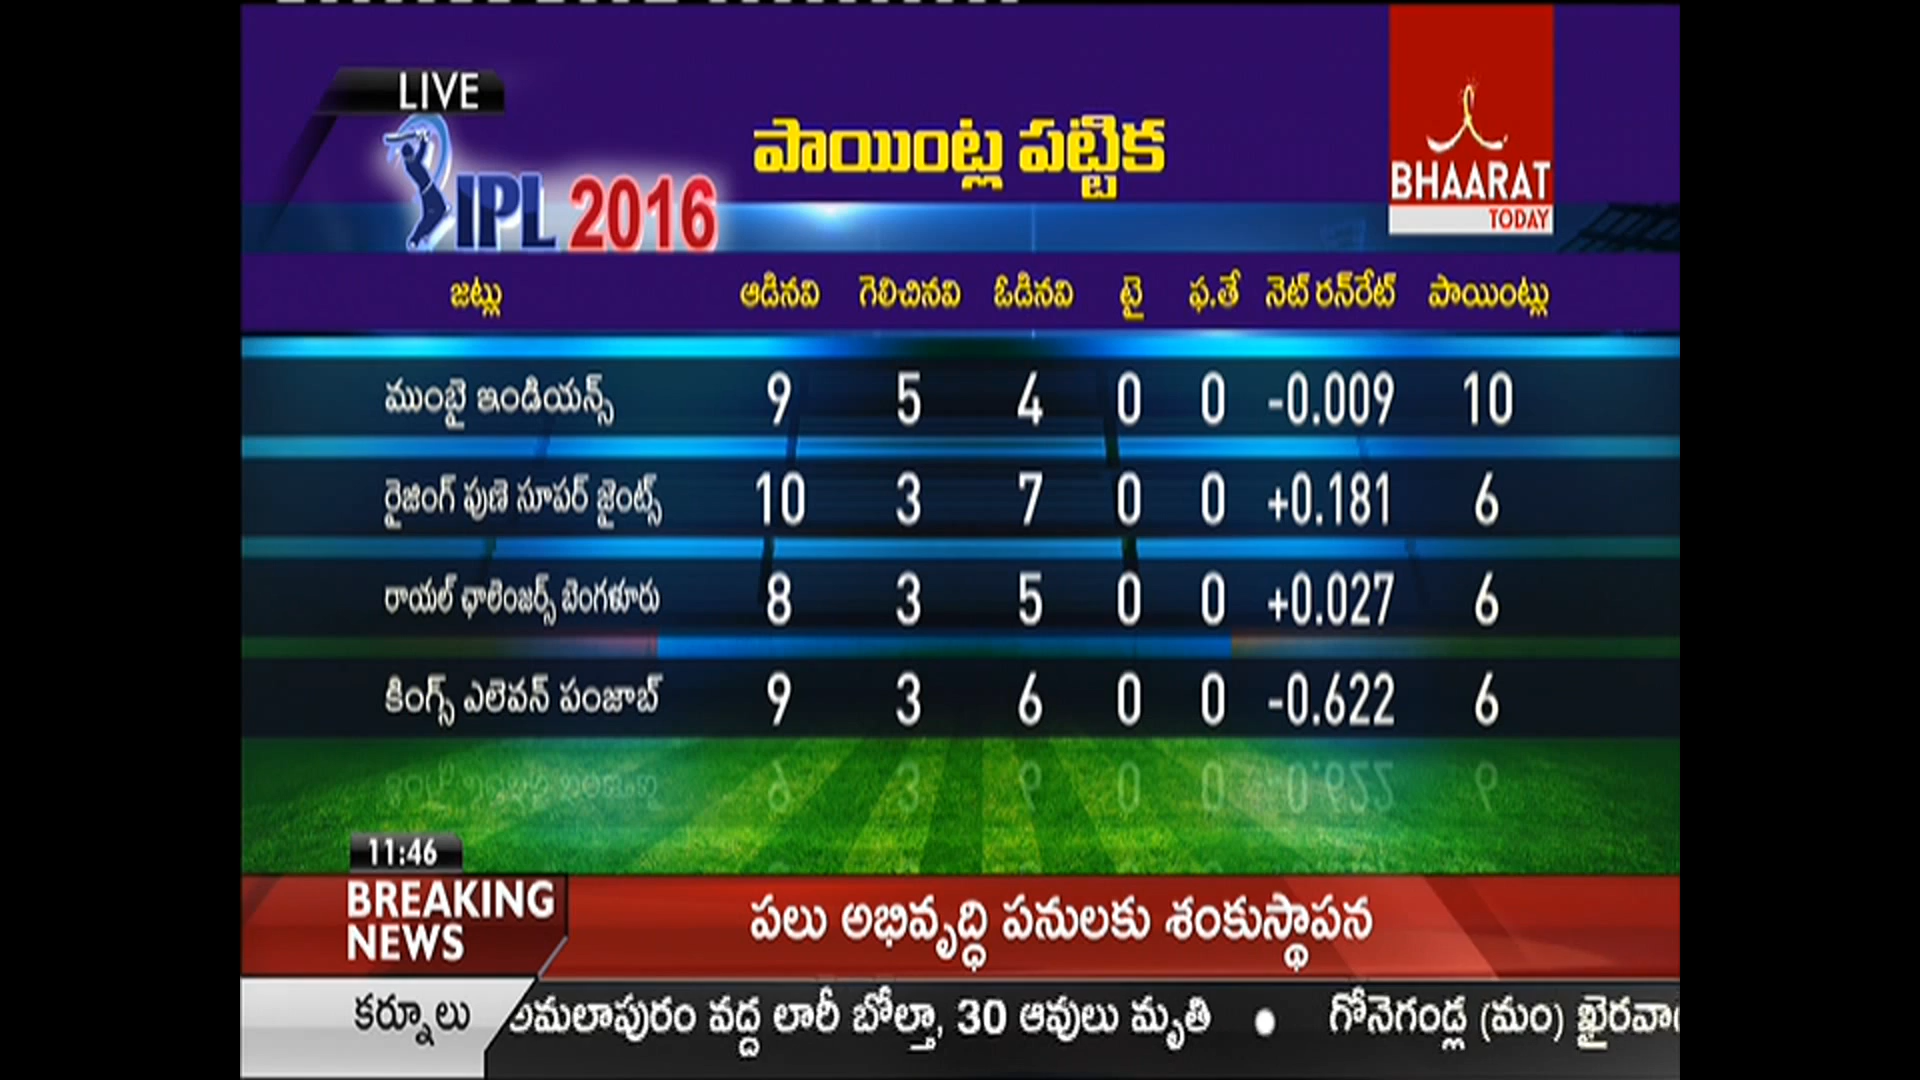 LIVE
IPL 2016
పాయింట్ల పట్టిక
BHAARAT
TODAY
జట్లు ఆడినవి గెలిచినవి ఓడినవి టై ఫ.తే నెట్ రన్‌రేట్ పాయింట్లు
ముంబై ఇండియన్స్ 9 5 4 0 0 -0.009 10
రైజింగ్ పుణె సూపర్ జైంట్స్ 10 3 7 0 0 +0.181 6
రాయల్ ఛాలెంజర్స్ బెంగళూరు 8 3 5 0 0 +0.027 6
కింగ్స్ ఎలెవన్ పంజాబ్ 9 3 6 0 0 -0.622 6
11:46
BREAKING
NEWS
పలు అభివృద్ధి పనులకు శంకుస్థాపన
కర్నూలు
అమలాపురం వద్ద లారీ బోల్తా, 30 ఆవులు మృతి • గోనెగండ్ల (మం)